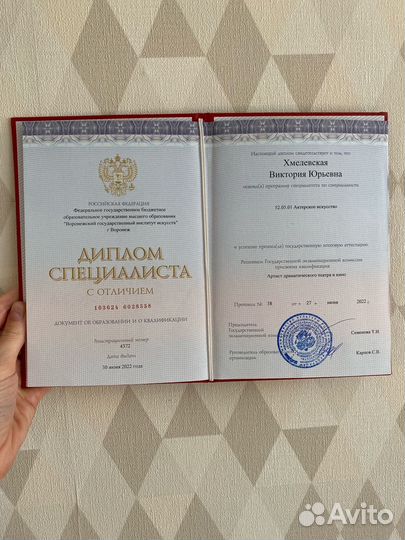 РОССИЙСКАЯ ФЕДЕРАЦИЯ
Федеральное государственное бюджетное
образовательное учреждение высшего образования
"Воронежский государственный институт искусств"
г Воронеж
ДИПЛОМ
СПЕЦИАЛИСТА
С ОТЛИЧИЕМ
103624 6028558
ДОКУМЕНТ ОБ ОБРАЗОВАНИИ И О КВАЛИФИКАЦИИ
Регистрационный номер
4372
Дата выдачи
30 июня 2022 года
Настоящий диплом свидетельствует о том, что
Хмелевская
Виктория Юрьевна
освоил(а) программу специалитета по специальности
52.05.01 Актерское искусство
и успешно прошел(а) государственную итоговую аттестацию
Решением Государственной экзаменационной комиссии
присвоена квалификация
Артист драматического театра и кино
Протокол № 18 от « 27 » июня 2022 г.
Председатель
Государственной
экзаменационной
Семенова Т.Н.
Руководитель
организации
Карпов С.В.
Avito